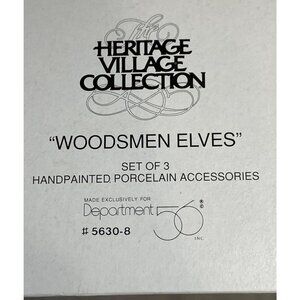 The
HERITAGE
VILLAGE
COLLECTION
"WOODSMEN ELVES"
SET OF 3
HANDPAINTED PORCELAIN ACCESSORIES
MADE EXCLUSIVELY FOR
Department 56 ®©
INC.
# 5630-8